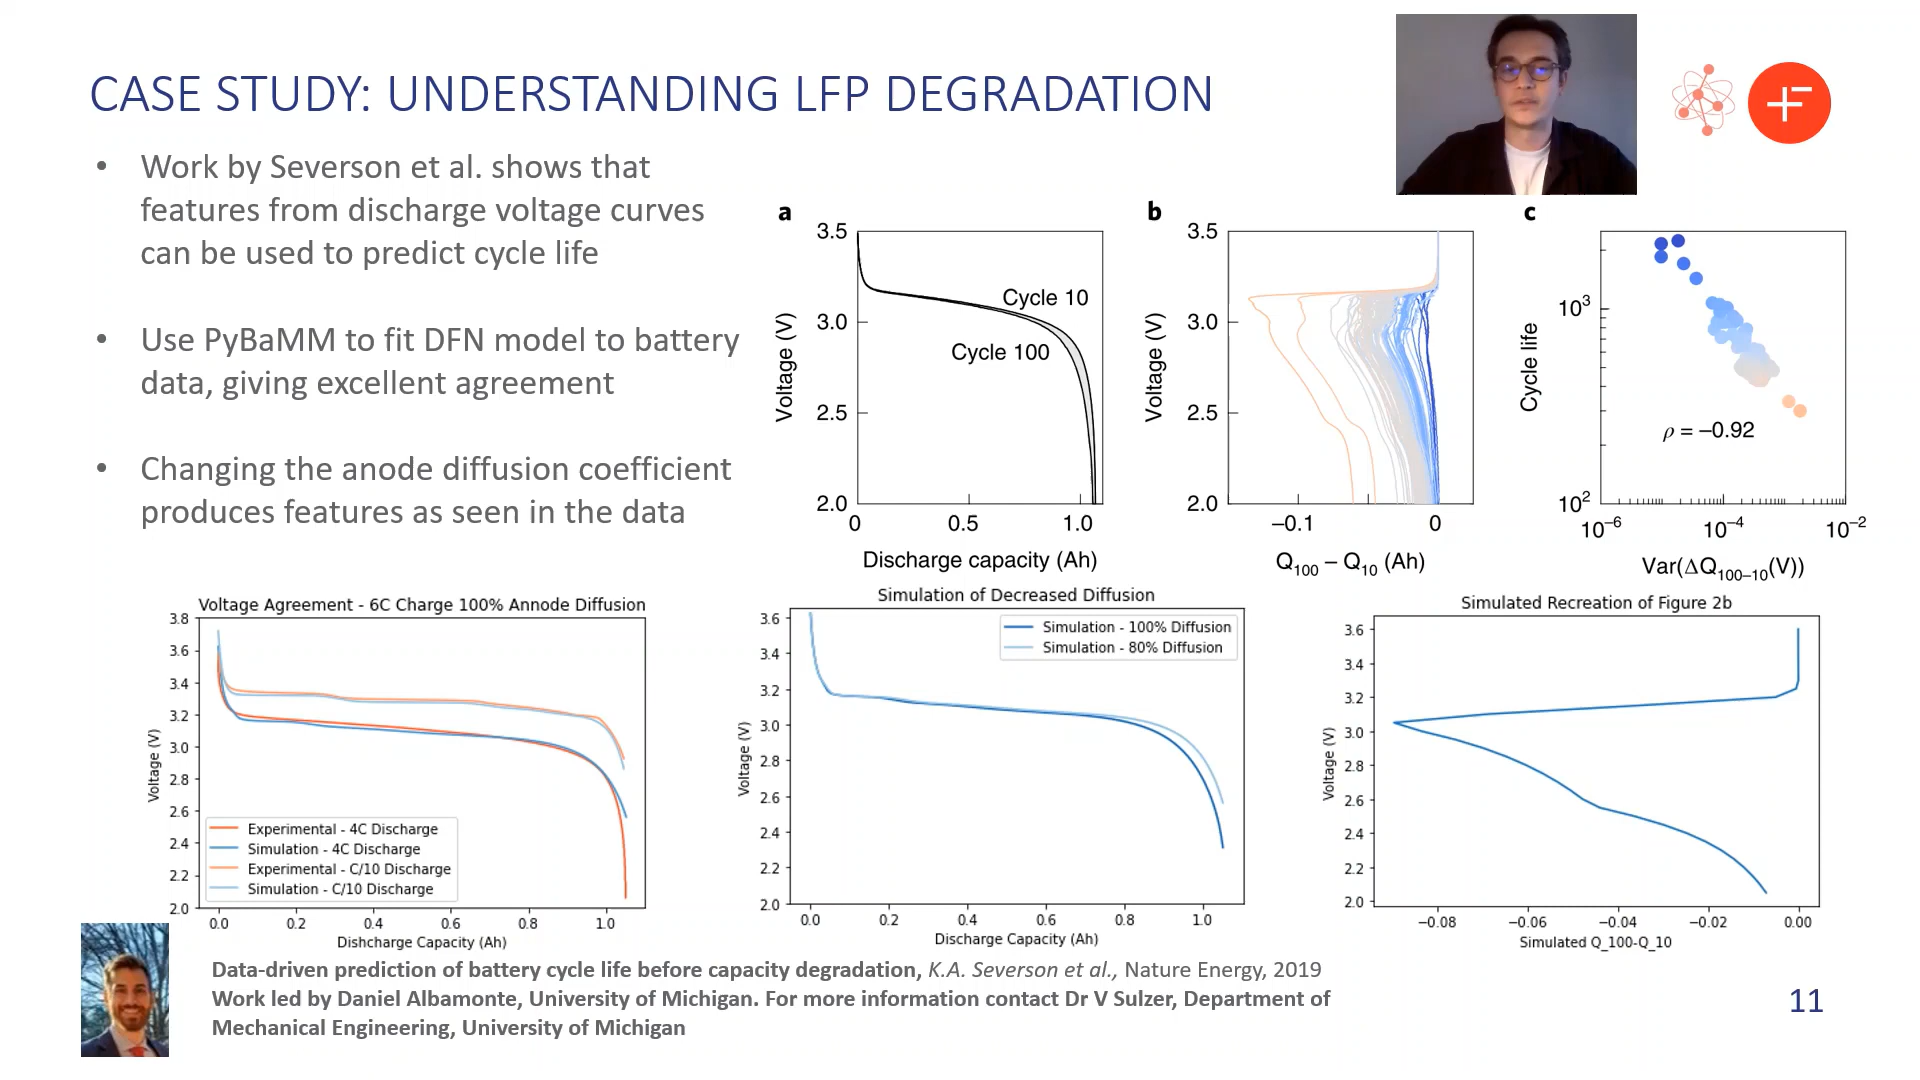 CASE STUDY: UNDERSTANDING LFP DEGRADATION
• Work by Severson et al. shows that
features from discharge voltage curves
can be used to predict cycle life
• Use PyBaMM to fit DFN model to battery
data, giving excellent agreement
• Changing the anode diffusion coefficient
produces features as seen in the data
a
3.5
3.0
2.5
2.0
Voltage (V)
Cycle 10
Cycle 100
0 0.5 1.0
Discharge capacity (Ah)
b
3.5
3.0
2.5
2.0
Voltage (V)
–0.1 0
Q100 – Q10 (Ah)
c
10³
10²
Cycle life
ρ = –0.92
10⁻⁶ 10⁻⁴ 10⁻²
Var(ΔQ100–10(V))
Voltage Agreement - 6C Charge 100% Annode Diffusion
3.8
3.6
3.4
3.2
3.0
2.8
2.6
2.4
2.2
2.0
Voltage (V)
Experimental - 4C Discharge
Simulation - 4C Discharge
Experimental - C/10 Discharge
Simulation - C/10 Discharge
0.0 0.2 0.4 0.6 0.8 1.0
Dishcharge Capacity (Ah)
Simulation of Decreased Diffusion
Simulation - 100% Diffusion
Simulation - 80% Diffusion
3.6
3.4
3.2
3.0
2.8
2.6
2.4
2.2
2.0
Voltage (V)
0.0 0.2 0.4 0.6 0.8 1.0
Discharge Capacity (Ah)
Simulated Recreation of Figure 2b
3.6
3.4
3.2
3.0
2.8
2.6
2.4
2.2
2.0
Voltage (V)
−0.08 −0.06 −0.04 −0.02 0.00
Simulated Q_100-Q_10
Data-driven prediction of battery cycle life before capacity degradation, K.A. Severson et al., Nature Energy, 2019
Work led by Daniel Albamonte, University of Michigan. For more information contact Dr V Sulzer, Department of
Mechanical Engineering, University of Michigan
11